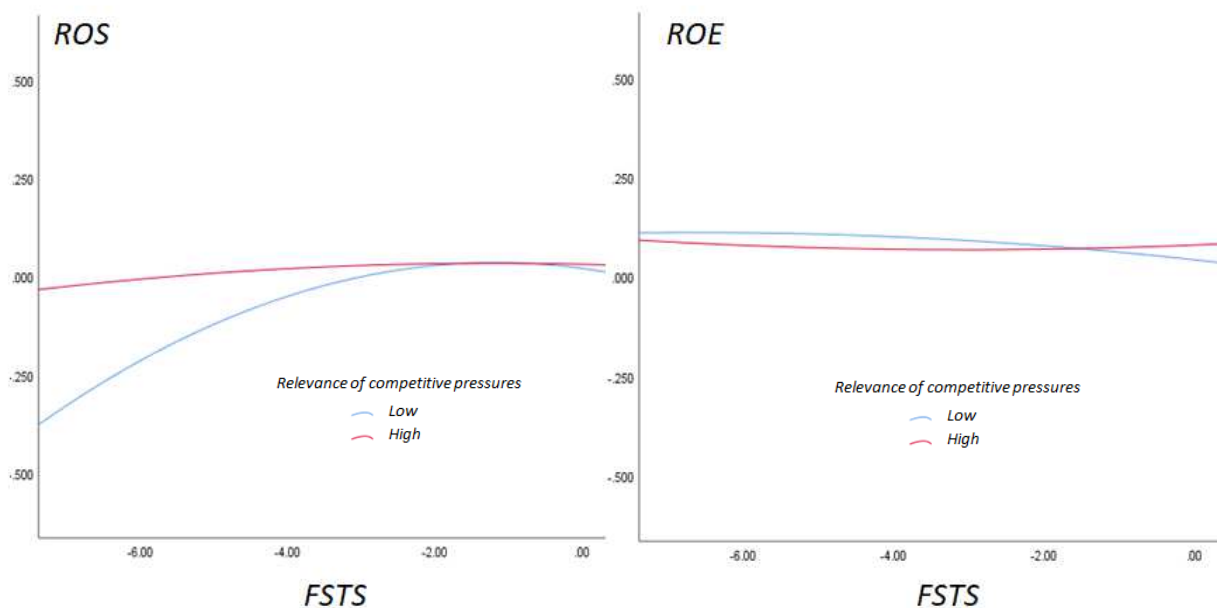 ROS
.500
.250
.000
-.250
-.500
Relevance of competitive pressures
Low
High
-6.00
-4.00
-2.00
.00
FSTS
ROE
.500
.250
.000
-.250
-.500
Relevance of competitive pressures
Low
High
-6.00
-4.00
-2.00
.00
FSTS